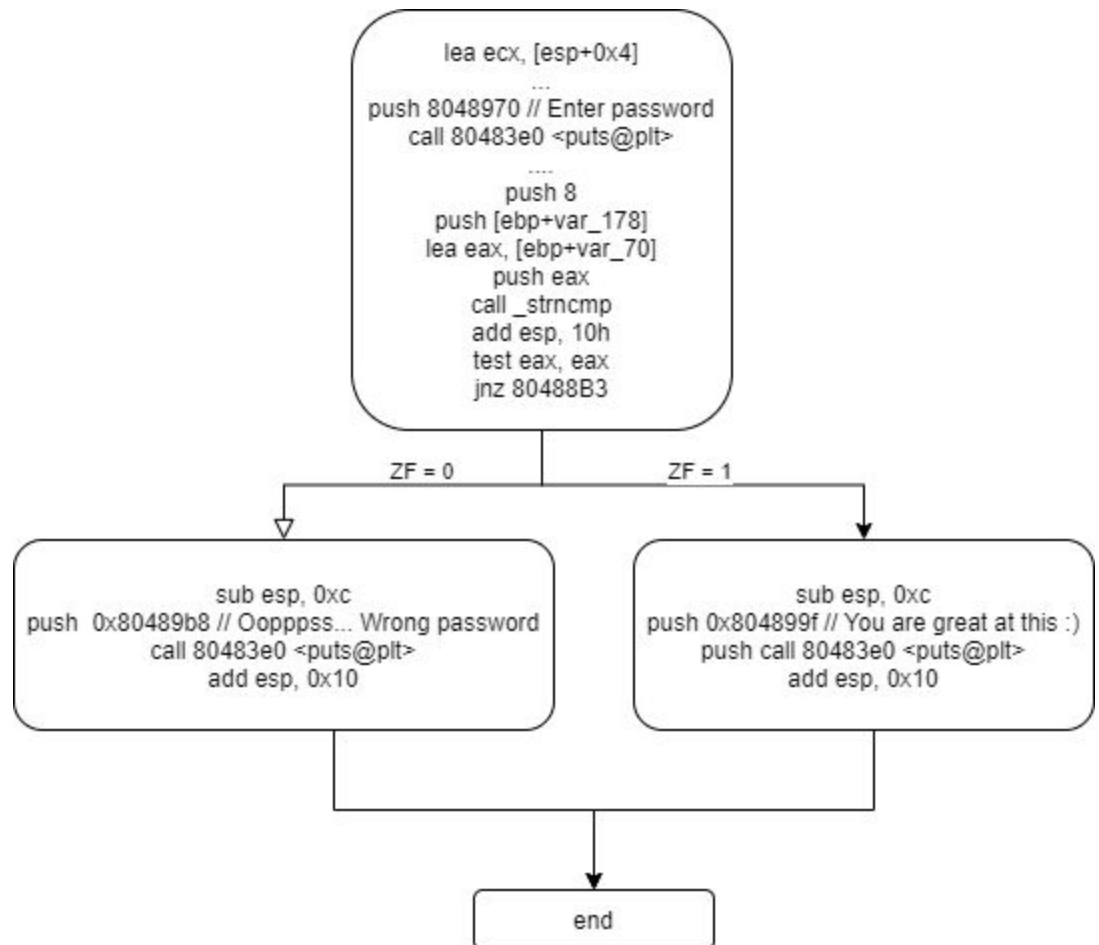 lea ecx, [esp+0x4]
...
push 8048970 // Enter password
call 80483e0 <puts@plt>
....
push 8
push [ebp+var_178]
lea eax, [ebp+var_70]
push eax
call _strncmp
add esp, 10h
test eax, eax
jnz 80488B3
ZF = 0
ZF = 1
sub esp, 0xc
push  0x80489b8 // Oopppss... Wrong password
call 80483e0 <puts@plt>
add esp, 0x10
sub esp, 0xc
push 0x804899f // You are great at this :)
push call 80483e0 <puts@plt>
add esp, 0x10
end